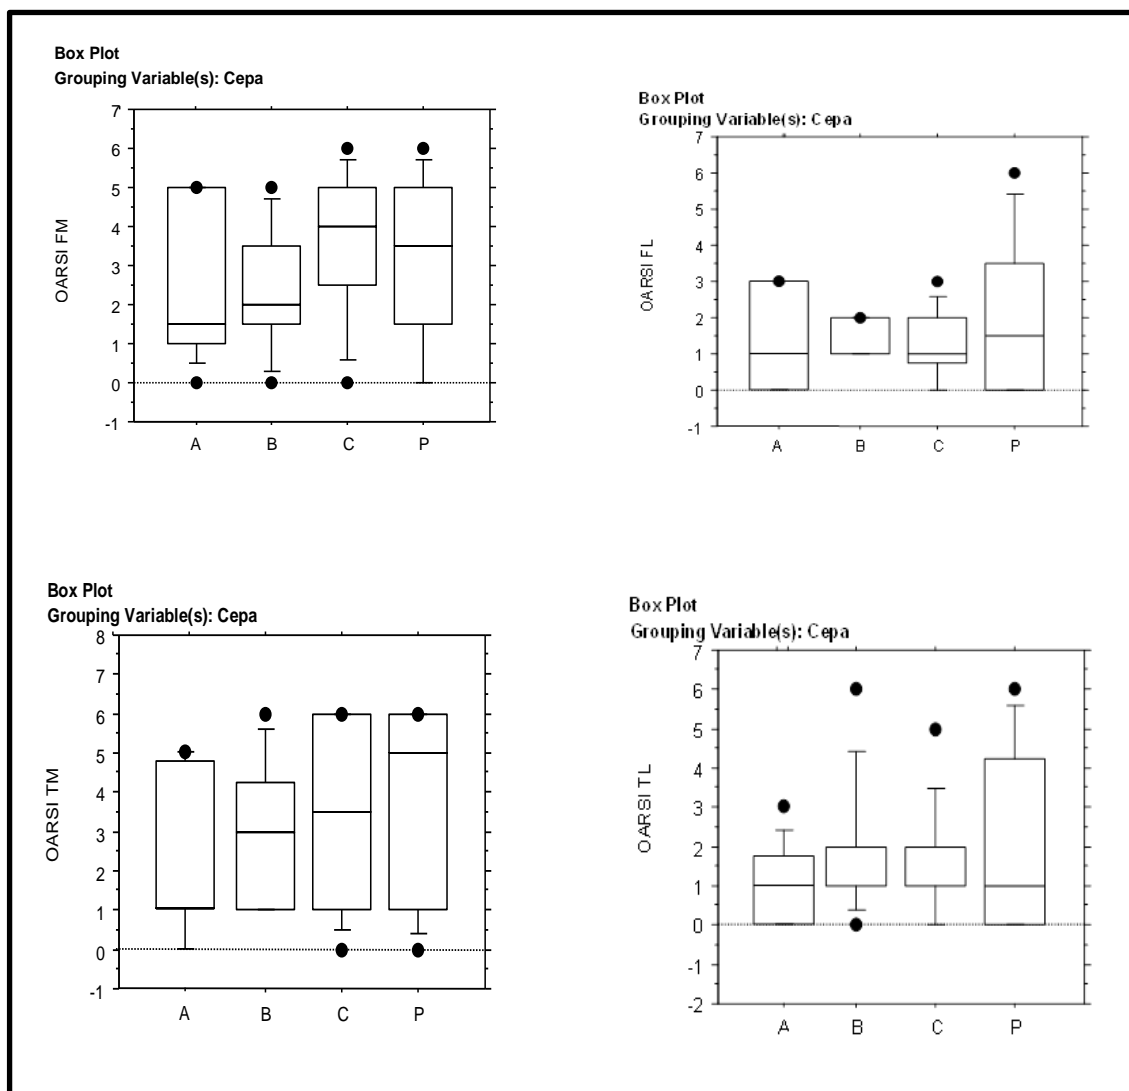 Box Plot
Grouping Variable(s): Cepa
7
6
5
4
3
2
1
0
-1
OARSI FM
A B C P
Box Plot
Grouping Variable(s): Cepa
7
6
5
4
3
2
1
0
-1
OARSI FL
A B C P
Box Plot
Grouping Variable(s): Cepa
8
7
6
5
4
3
2
1
0
-1
OARSI TM
A B C P
Box Plot
Grouping Variable(s): Cepa
7
6
5
4
3
2
1
0
-1
-2
OARSI TL
A B C P